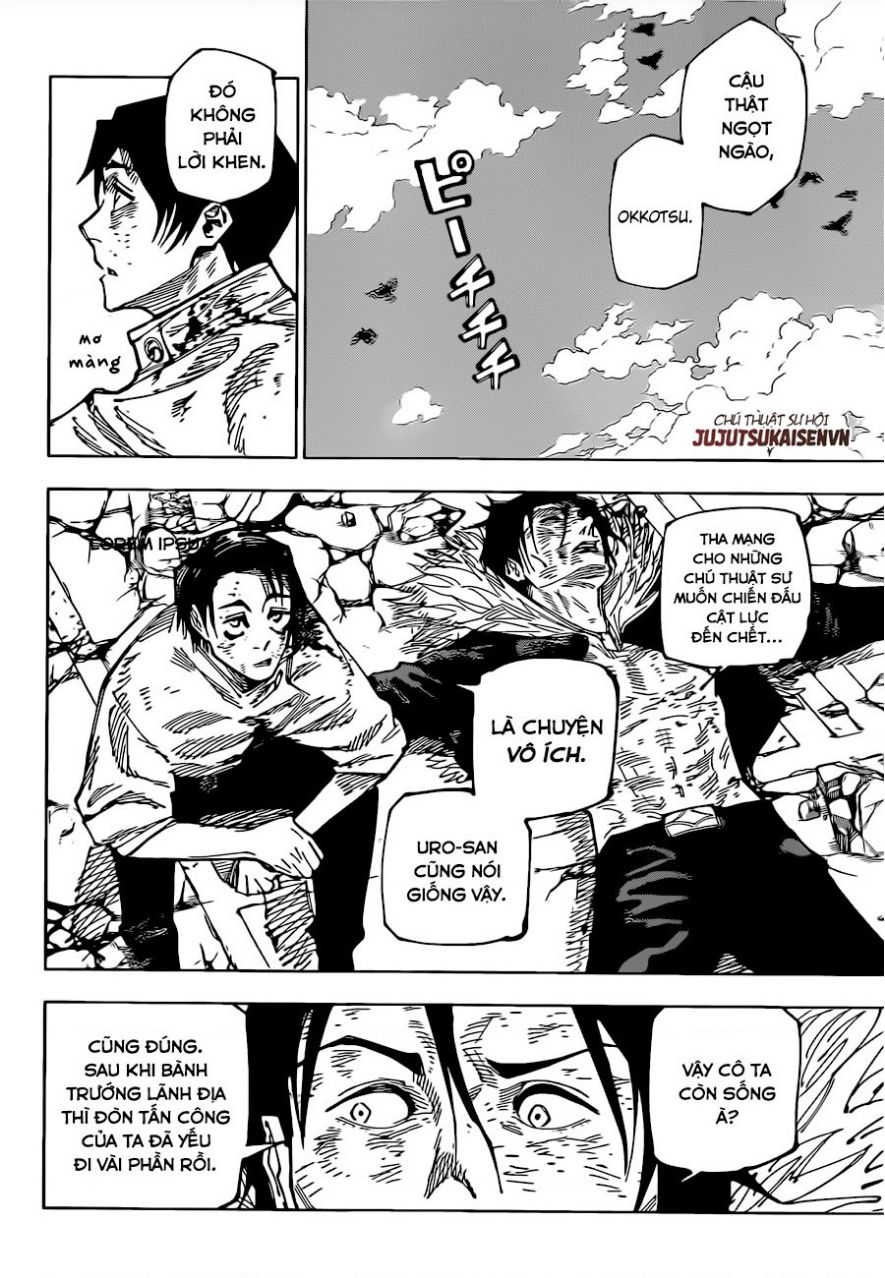 CẬU
THẬT
NGỌT
NGÀO,
OKKOTSU.
ピーチチチ
CHÚ THUẬT SƯ HỘI
JUJUTSUKAISENVN
ĐÓ
KHÔNG
PHẢI
LỜI KHEN.
Mơ
màng
THA MẠNG
CHO NHỮNG
CHÚ THUẬT SƯ
MUỐN CHIẾN ĐẤU
CẬT LỰC
ĐẾN CHẾT...
LÀ CHUYỆN
VÔ ÍCH.
URO-SAN
CŨNG NÓI
GIỐNG VẬY.
LOREM IPSU
VẬY CÔ TA
CÒN SỐNG
À?
CŨNG ĐÚNG.
SAU KHI BÀNH
TRƯỚNG LÃNH ĐỊA
THÌ ĐÒN TẤN CÔNG
CỦA TA ĐÃ YẾU
ĐI VÀI PHẦN RỒI.